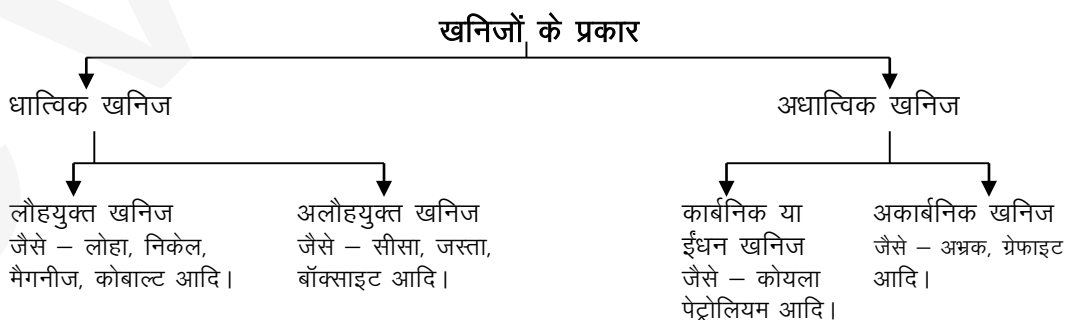 खनिजों के प्रकार
धात्विक खनिज
अधात्विक खनिज
लौहयुक्त खनिज
जैसे – लोहा, निकेल,
मैगनीज, कोबाल्ट आदि।
अलौहयुक्त खनिज
जैसे – सीसा, जस्ता,
बॉक्साइट आदि।
कार्बनिक या
ईंधन खनिज
जैसे – कोयला
पेट्रोलियम आदि।
अकार्बनिक खनिज
जैसे – अभ्रक, ग्रेफाइट
आदि।